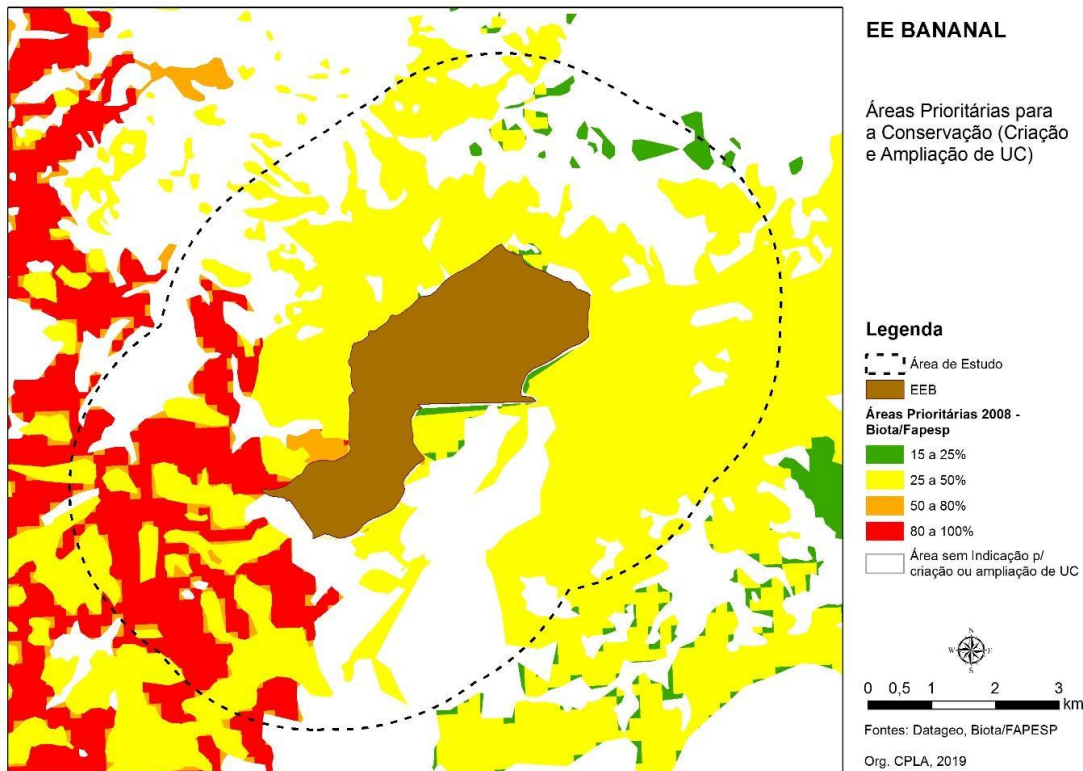 EE BANANAL
Áreas Prioritárias para
a Conservação (Criação
e Ampliação de UC)
Legenda
Área de Estudo
EEB
Áreas Prioritárias 2008 -
Biota/Fapesp
15 a 25%
25 a 50%
50 a 80%
80 a 100%
Área sem Indicação p/
criação ou ampliação de UC
N
W E
S
0 0,5 1 2 3
km
Fontes: Datageo, Biota/FAPESP
Org. CPLA, 2019